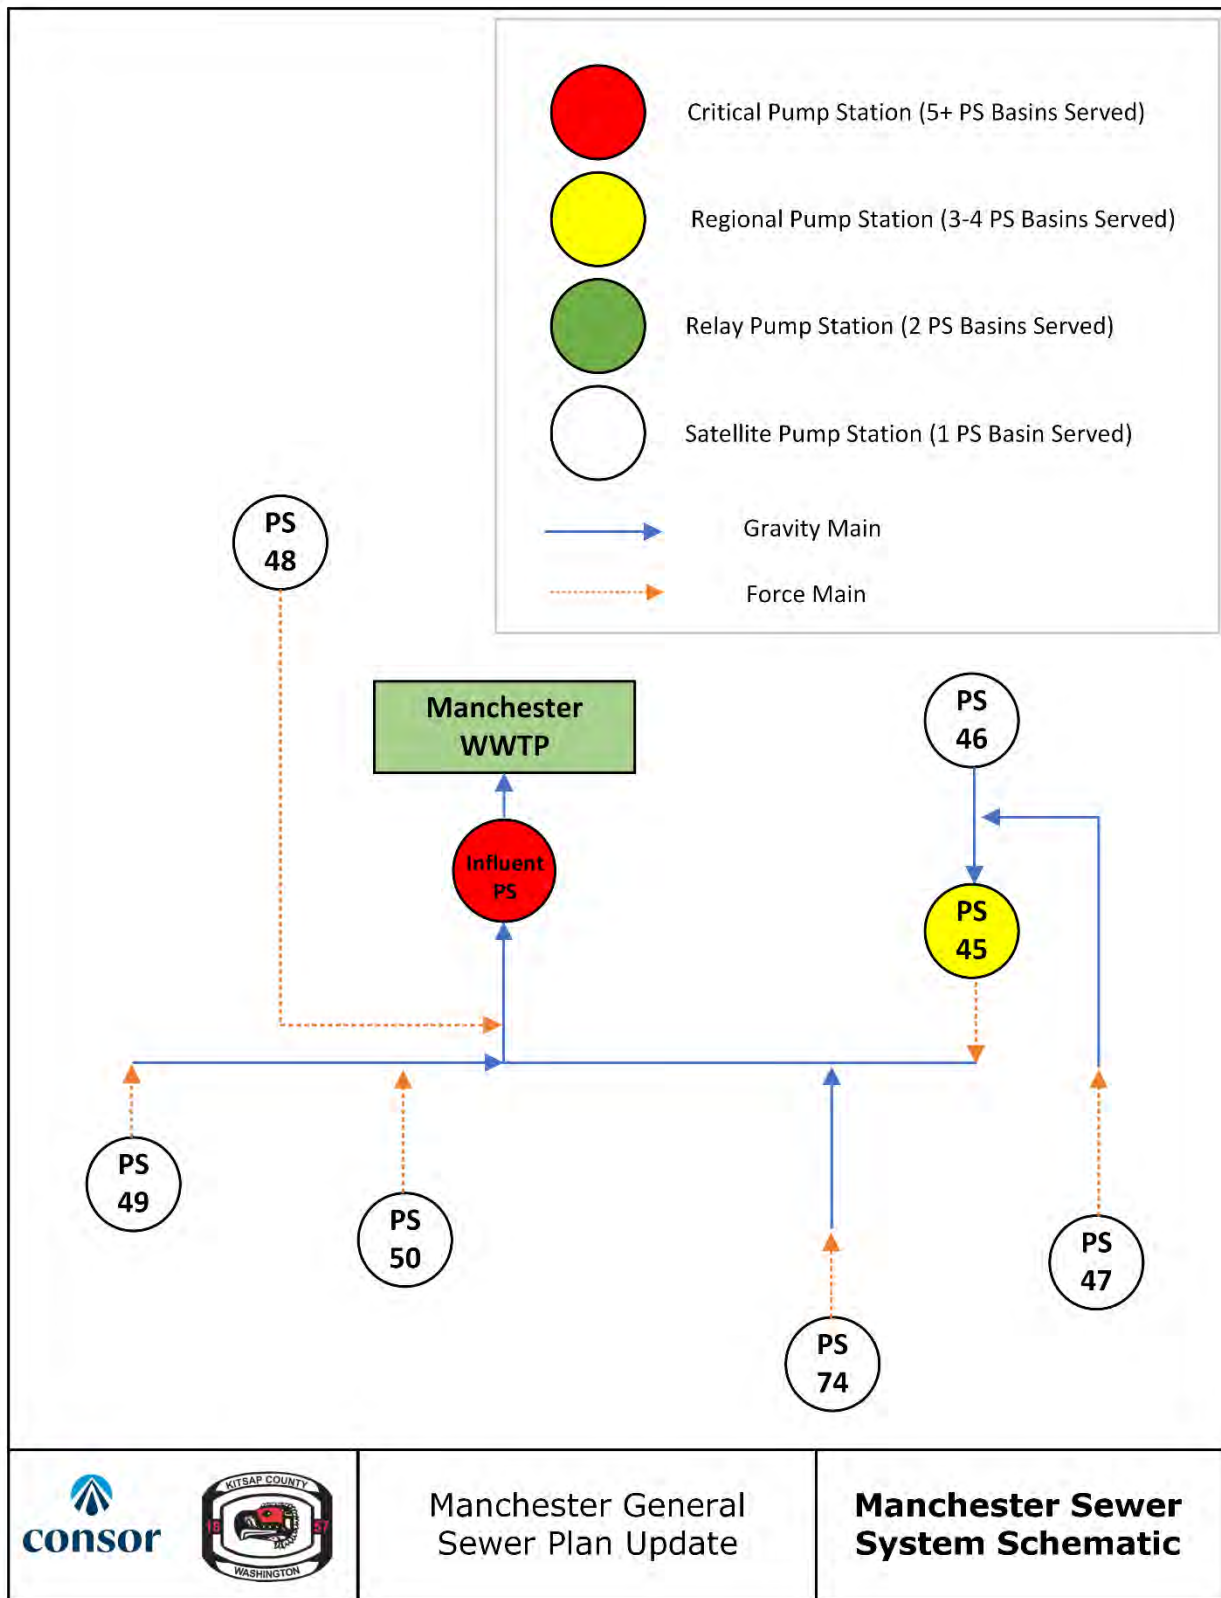 Critical Pump Station (5+ PS Basins Served)
Regional Pump Station (3-4 PS Basins Served)
Relay Pump Station (2 PS Basins Served)
Satellite Pump Station (1 PS Basin Served)
Gravity Main
Force Main
PS
48
Manchester
WWTP
PS
46
Influent
PS
PS
45
PS
49
PS
50
PS
47
PS
74
consor
KITSAP COUNTY
18 57
WASHINGTON
Manchester General
Sewer Plan Update
Manchester Sewer
System Schematic